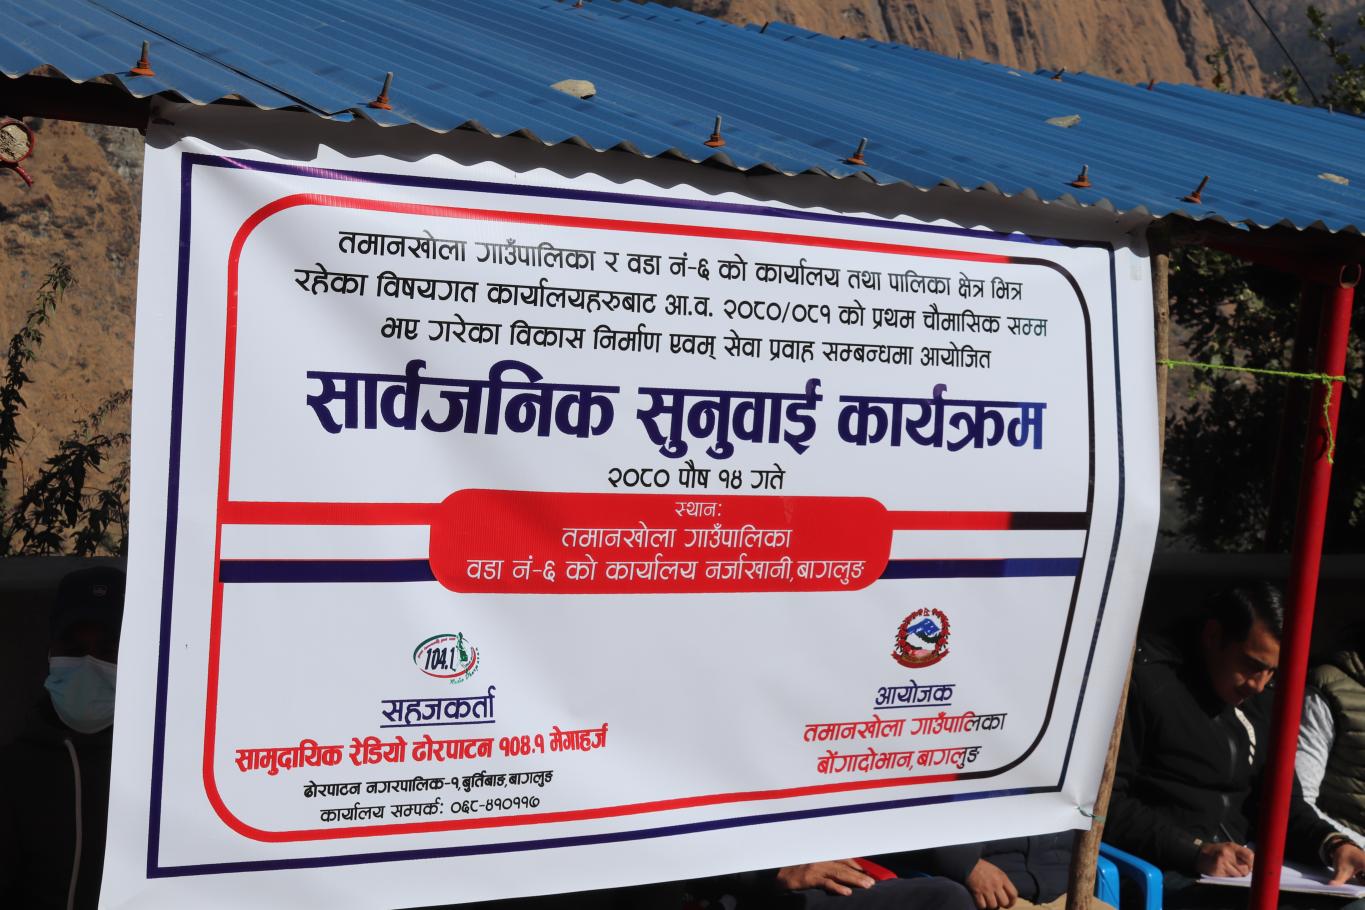 तमानखोला गाउँपालिका र वडा नं-६ को कार्यालय तथा पालिका क्षेत्र भित्र
रहेका विषयगत कार्यालयहरुबाट आ.व. २०८०/०८१ को प्रथम चौमासिक सम्म
भए गरेका विकास निर्माण एवम् सेवा प्रवाह सम्बन्धमा आयोजित
सार्वजनिक सुनुवाई कार्यक्रम
२०८० पौष १४ गते
स्थान:
तमानखोला गाउँपालिका
वडा नं-६ को कार्यालय नर्जाखानी, बागलुङ
104.1
सहजकर्ता
सामुदायिक रेडियो ढोरपाटन १०४.१ मेगाहर्ज
ढोरपाटन नगरपालिक-१, बुर्तिबाङ, बागलुङ
कार्यालय सम्पर्क: ०६८-४१०११७
आयोजक
तमानखोला गाउँपालिका
बोंगादोभान, बागलुङ